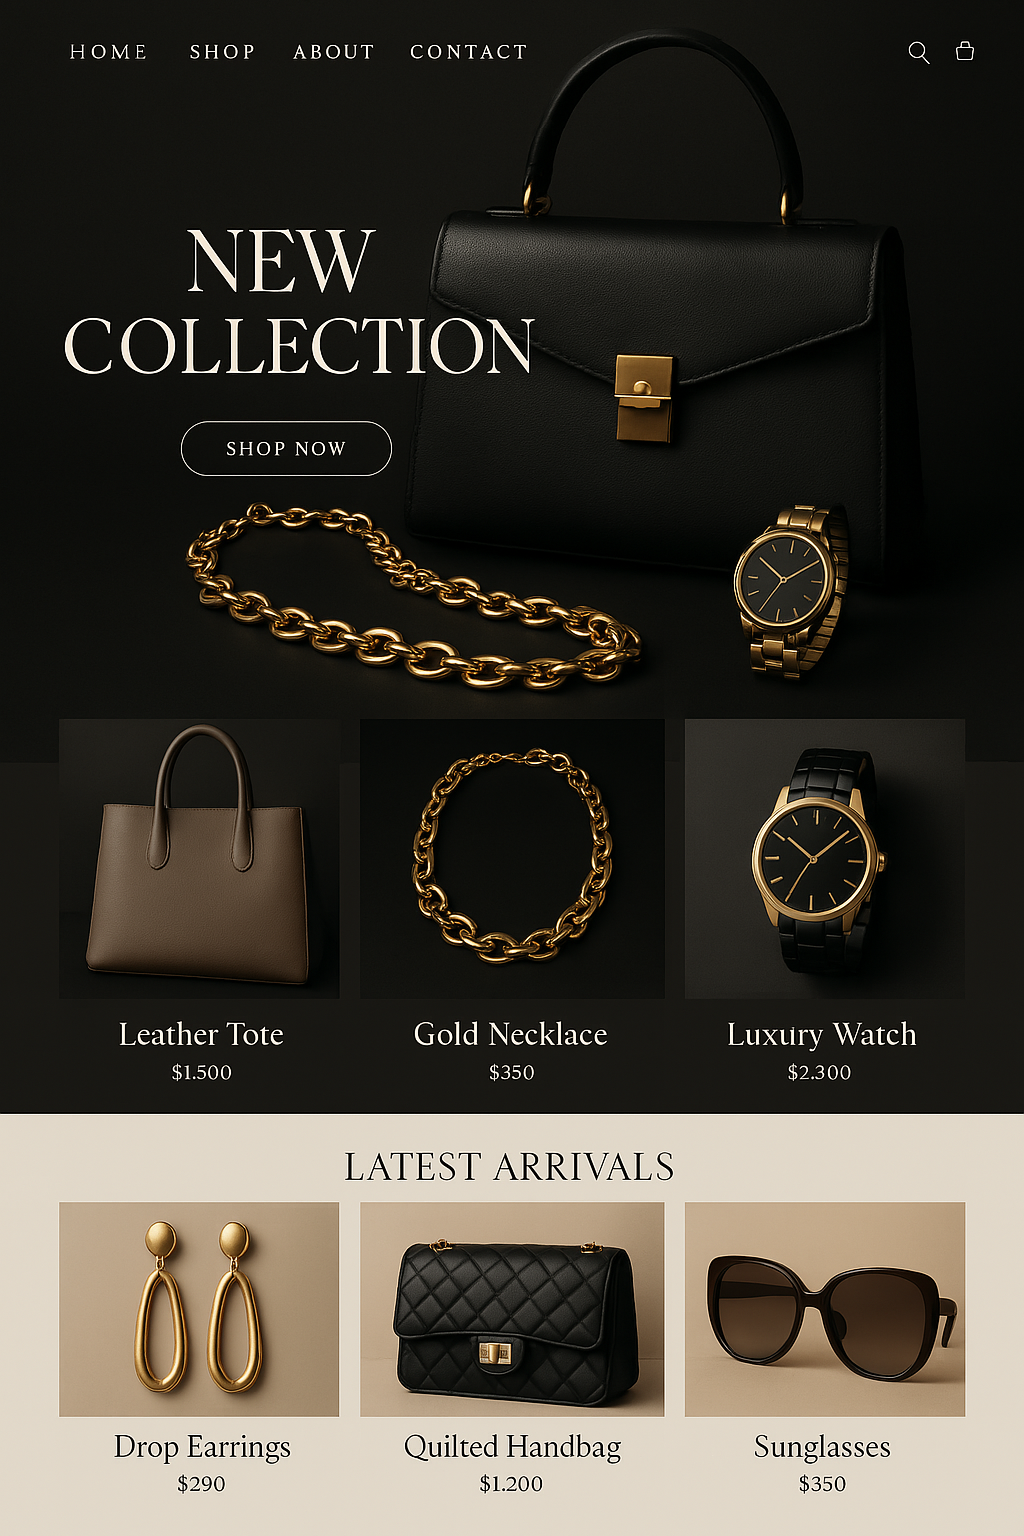 HOME SHOP ABOUT CONTACT
NEW
COLLECTION
SHOP NOW
Leather Tote
$1.500
Gold Necklace
$350
Luxury Watch
$2.300
LATEST ARRIVALS
Drop Earrings
$290
Quilted Handbag
$1.200
Sunglasses
$350